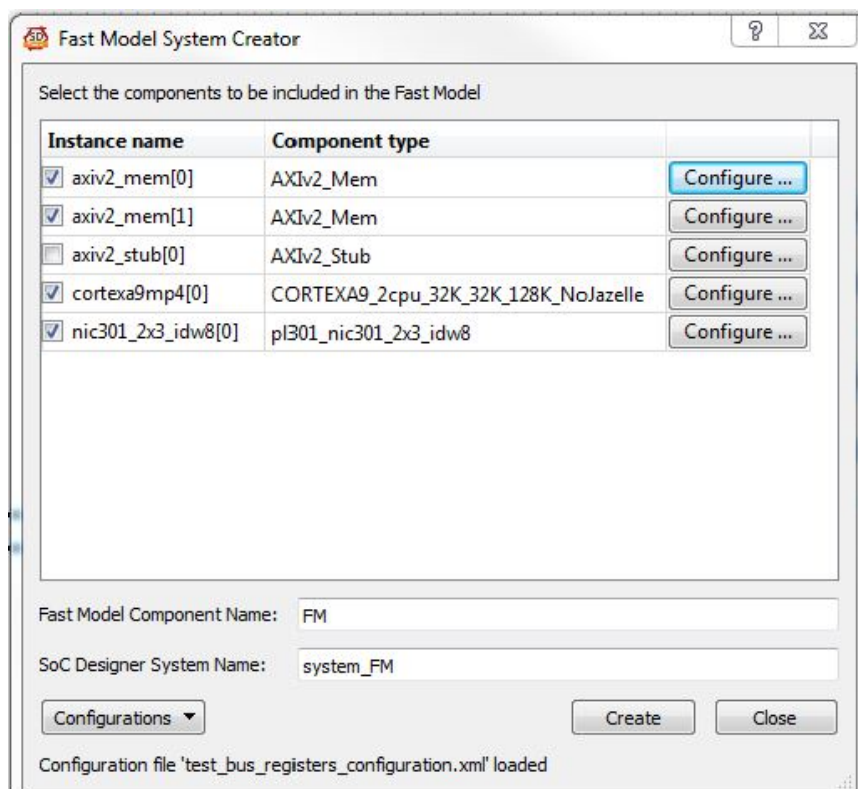 Fast Model System Creator
Select the components to be included in the Fast Model
Instance name Component type
axiv2_mem[0] AXIv2_Mem Configure ...
axiv2_mem[1] AXIv2_Mem Configure ...
axiv2_stub[0] AXIv2_Stub Configure ...
cortexa9mp4[0] CORTEXA9_2cpu_32K_32K_128K_NoJazelle Configure ...
nic301_2x3_idw8[0] pl301_nic301_2x3_idw8 Configure ...
Fast Model Component Name: FM
SoC Designer System Name: system_FM
Configurations Create Close
Configuration file 'test_bus_registers_configuration.xml' loaded